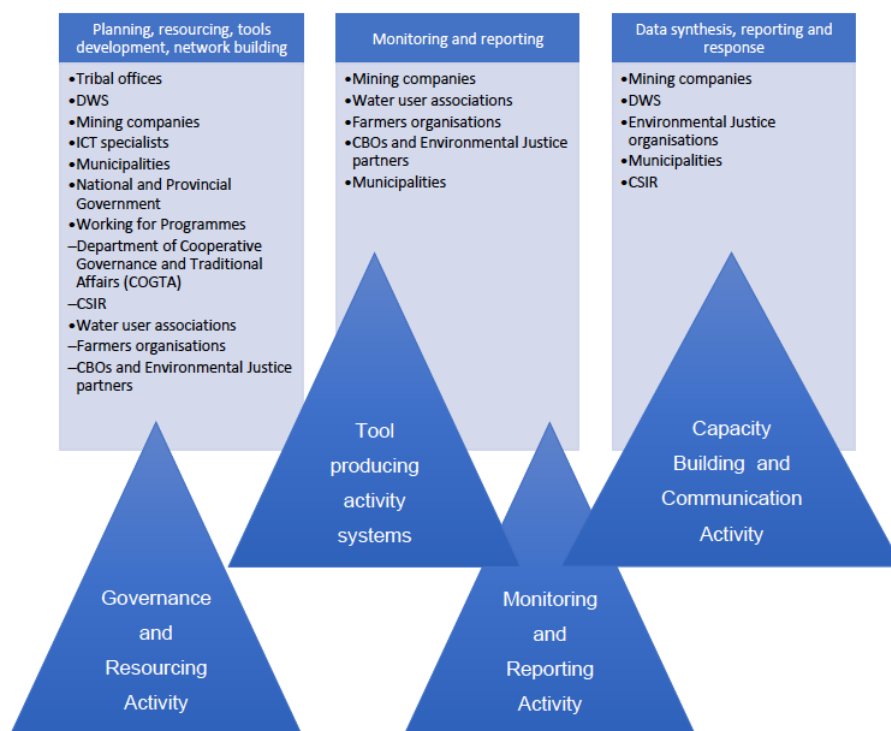 Planning, resourcing, tools
development, network building
•Tribal offices
•DWS
•Mining companies
•ICT specialists
•Municipalities
•National and Provincial
Government
•Working for Programmes
–Department of Cooperative
Governance and Traditional
Affairs (COGTA)
–CSIR
•Water user associations
–Farmers organisations
–CBOs and Environmental Justice
partners
Monitoring and reporting
•Mining companies
•Water user associations
•Farmers organisations
•CBOs and Environmental Justice
partners
•Municipalities
Data synthesis, reporting and
response
•Mining companies
•DWS
•Environmental Justice
organisations
•Municipalities
•CSIR
Governance
and
Resourcing
Activity
Tool
producing
activity
systems
Monitoring
and
Reporting
Activity
Capacity
Building and
Communication
Activity